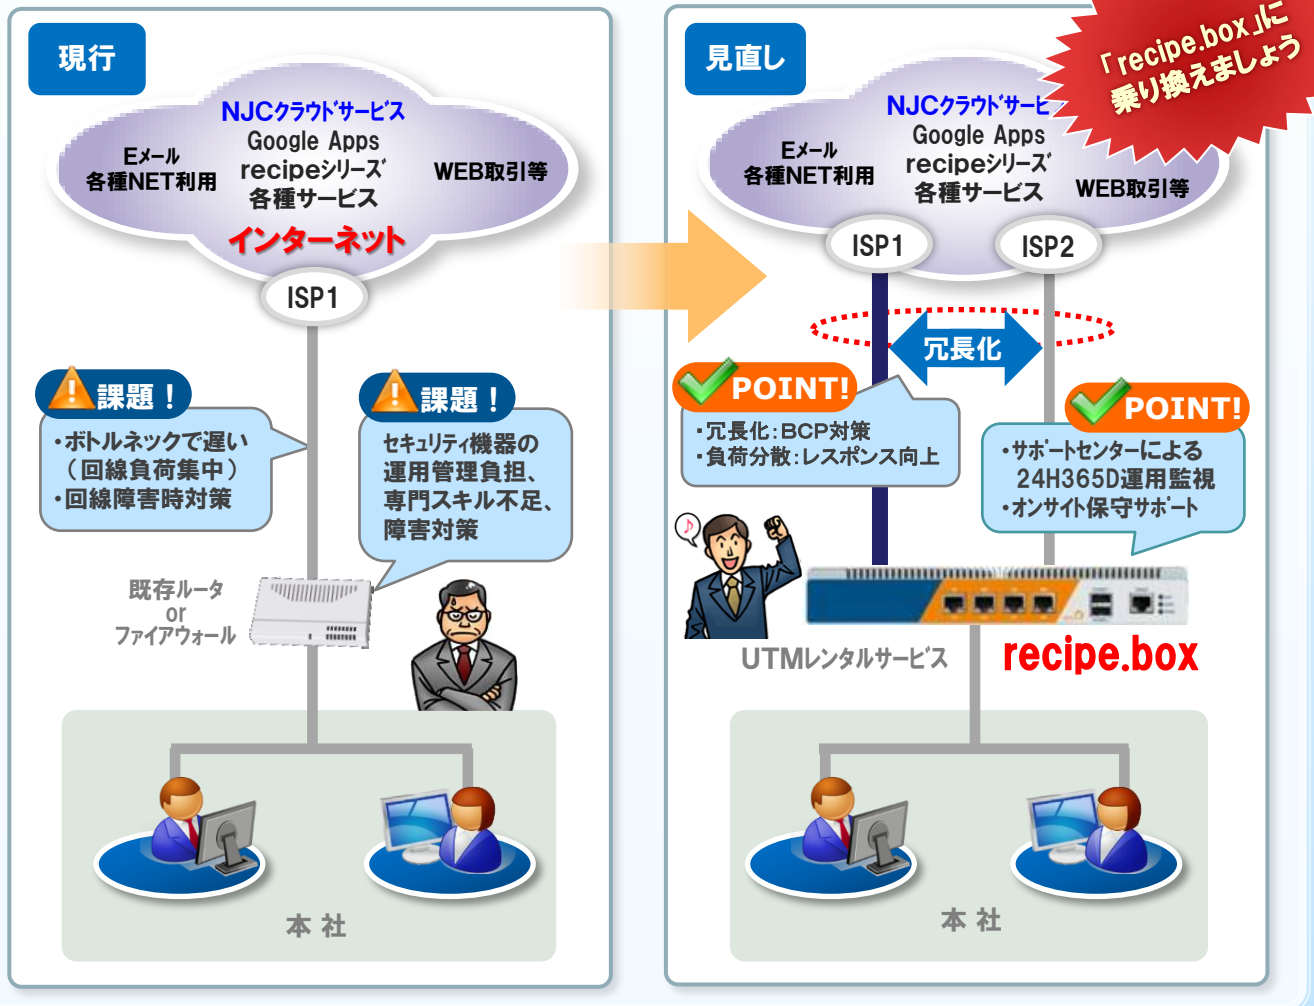 現行
NJCクラウドサービス
Google Apps
recipeシリーズ
各種サービス
Eメール
各種NET利用
WEB取引等
インターネット
ISP1
課題！
・ボトルネックで遅い
（回線負荷集中）
・回線障害時対策
課題！
セキュリティ機器の
運用管理負担、
専門スキル不足、
障害対策
既存ルータ
or
ファイアウォール
本 社
見直し
「recipe.box」に
乗り換えましょう
NJCクラウドサービ
Google Apps
recipeシリーズ
各種サービス
Eメール
各種NET利用
WEB取引等
ISP1
ISP2
冗長化
POINT!
・冗長化：BCP対策
・負荷分散：レスポンス向上
POINT!
・サポートセンターによる
24H365D運用監視
・オンサイト保守サポート
UTMレンタルサービス
recipe.box
本 社